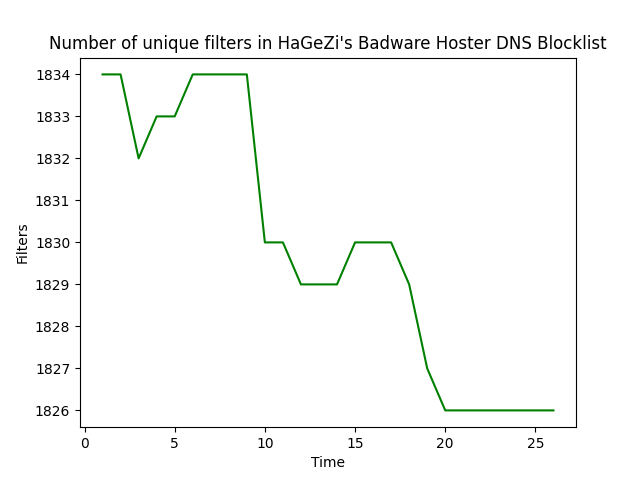 Number of unique filters in HaGeZi's Badware Hoster DNS Blocklist
1834
1833
1832
1831
1830
1829
1828
1827
1826
Filters
0 5 10 15 20 25
Time